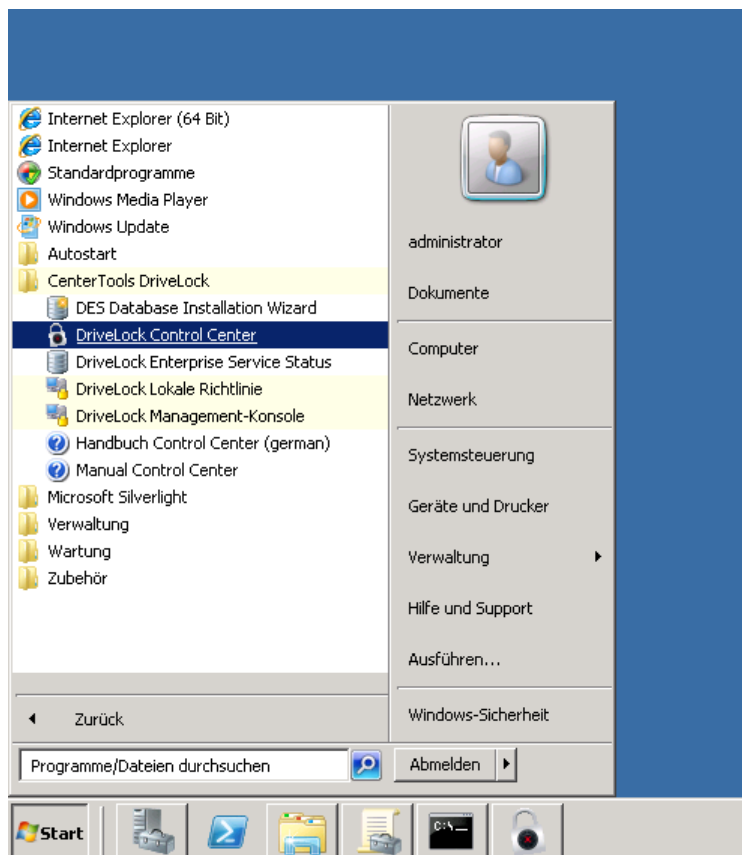 Internet Explorer (64 Bit)
Internet Explorer
Standardprogramme
Windows Media Player
Windows Update
Autostart
CenterTools DriveLock
DES Database Installation Wizard
DriveLock Control Center
DriveLock Enterprise Service Status
DriveLock Lokale Richtlinie
DriveLock Management-Konsole
Handbuch Control Center (german)
Manual Control Center
Microsoft Silverlight
Verwaltung
Wartung
Zubehör
Zurück
Programme/Dateien durchsuchen
administrator
Dokumente
Computer
Netzwerk
Systemsteuerung
Geräte und Drucker
Verwaltung
Hilfe und Support
Ausführen...
Windows-Sicherheit
Abmelden
Start
C:\_